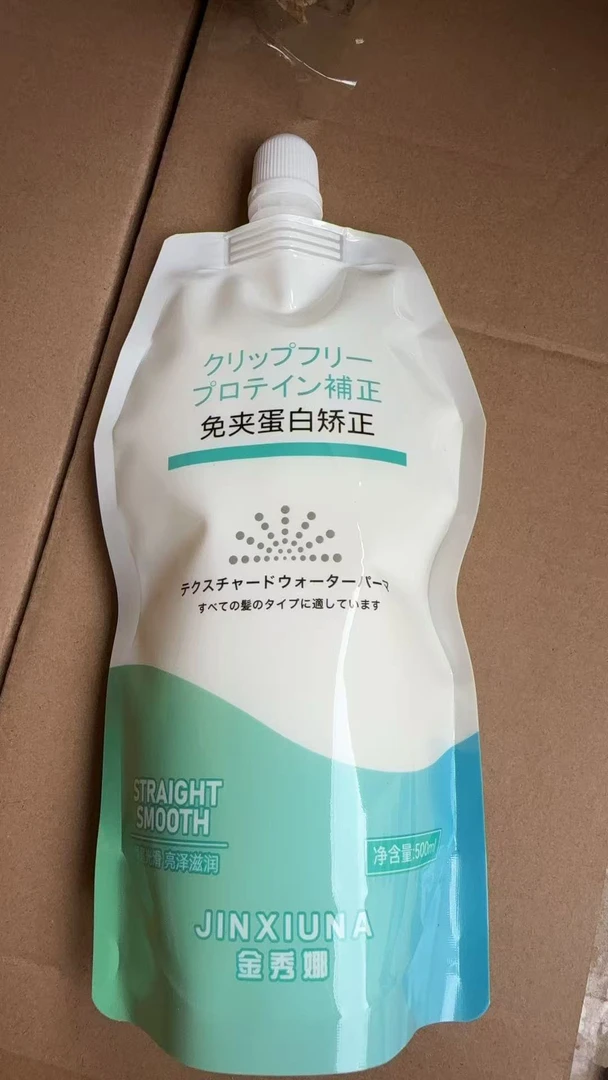 クリップフリー
プロテイン補正
免夹蛋白矫正
テクスチャードウォーターパーマ
すべての髪のタイプに適しています
STRAIGHT
SMOOTH
亮泽滋润
净含量:500ml
JINXIUNA
金秀娜